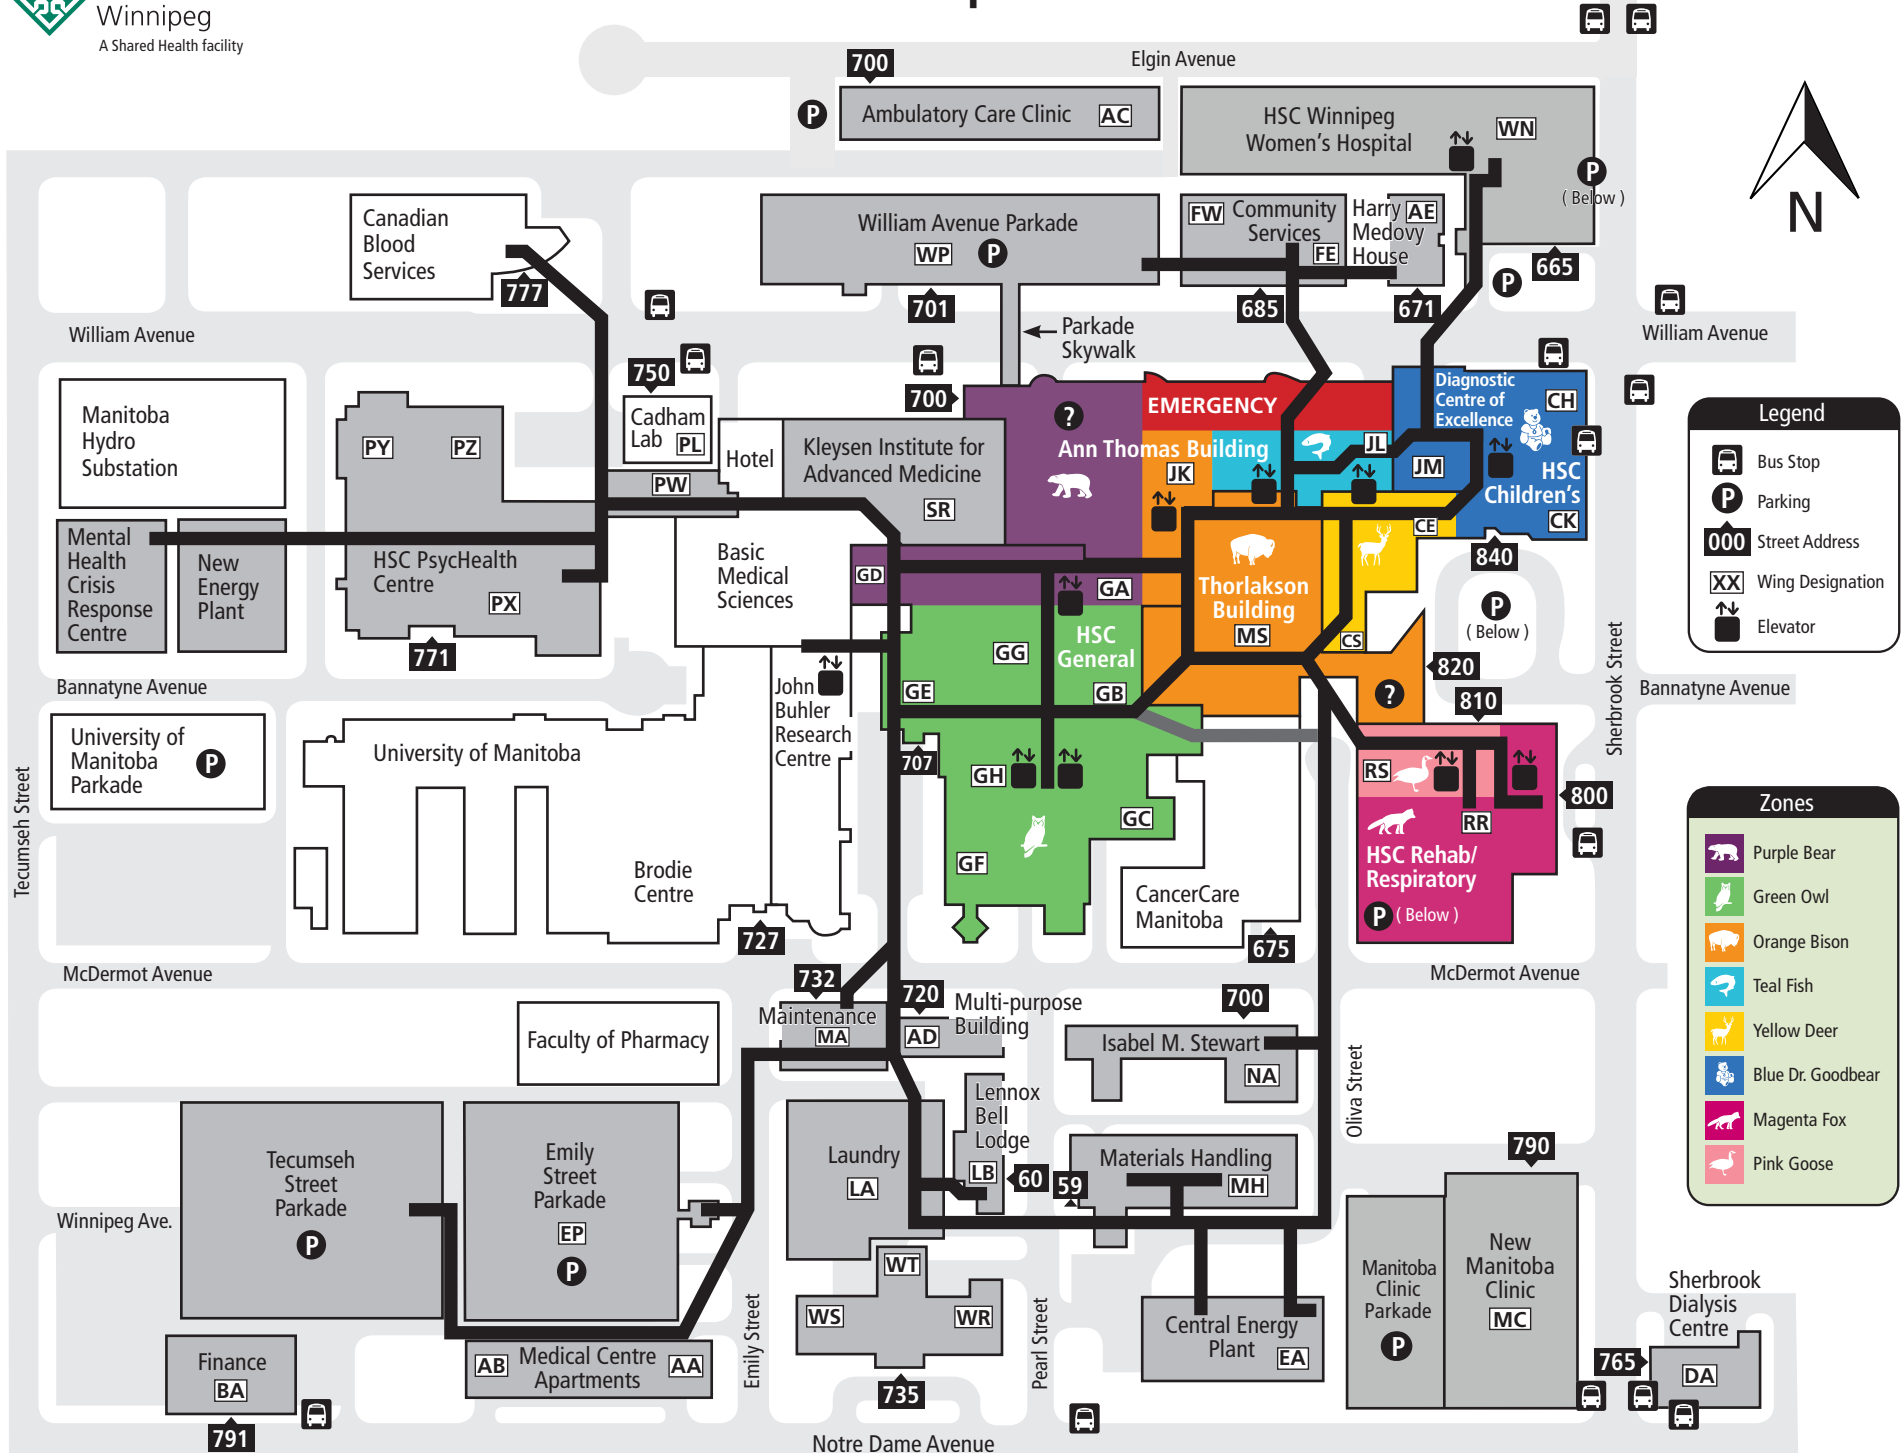 Winnipeg
A Shared Health facility
Elgin Avenue
700
Ambulatory Care Clinic AC
P
HSC Winnipeg
Women's Hospital
WN
P
( Below )
665
P
N
Canadian
Blood
Services
777
William Avenue Parkade
WP P
701
FW Community
Services
FE
685
Harry AE
Medovy
House
671
Parkade
Skywalk
William Avenue
William Avenue
Manitoba
Hydro
Substation
PY PZ
750
Cadham
Lab PL
PW
Hotel
Kleysen Institute for
Advanced Medicine
SR
700
?
EMERGENCY
Ann Thomas Building
JK
JL
JM
Diagnostic
Centre of
Excellence
CH
HSC
Children's
CK
CE
840
P
( Below )
Mental
Health
Crisis
Response
Centre
New
Energy
Plant
HSC PsycHealth
Centre
PX
771
Basic
Medical
Sciences
GD
GA
HSC
General
GG
GE
GB
Thorlakson
Building
MS
CS
820
?
810
Bannatyne Avenue
Bannatyne Avenue
Sherbrook Street
Tecumseh Street
University of
Manitoba
Parkade
P
University of Manitoba
John
Buhler
Research
Centre
707
GH
GC
GF
RS
RR
800
HSC Rehab/
Respiratory
P ( Below )
Brodie
Centre
727
CancerCare
Manitoba
675
McDermot Avenue
McDermot Avenue
732
Maintenance
MA
720
AD
Multi-purpose
Building
700
Isabel M. Stewart
NA
Faculty of Pharmacy
Oliva Street
Lennox
Bell
Lodge
LB
60
59
Laundry
LA
Materials Handling
MH
790
Tecumseh
Street
Parkade
P
Emily
Street
Parkade
EP
P
Winnipeg Ave.
WT
WS
WR
735
Emily Street
Pearl Street
Central Energy
Plant
EA
Manitoba
Clinic
Parkade
P
New
Manitoba
Clinic
MC
Sherbrook
Dialysis
Centre
765
DA
Finance
BA
791
AB Medical Centre AA
Apartments
Notre Dame Avenue
Legend
Bus Stop
P Parking
000 Street Address
XX Wing Designation
Elevator
Zones
Purple Bear
Green Owl
Orange Bison
Teal Fish
Yellow Deer
Blue Dr. Goodbear
Magenta Fox
Pink Goose